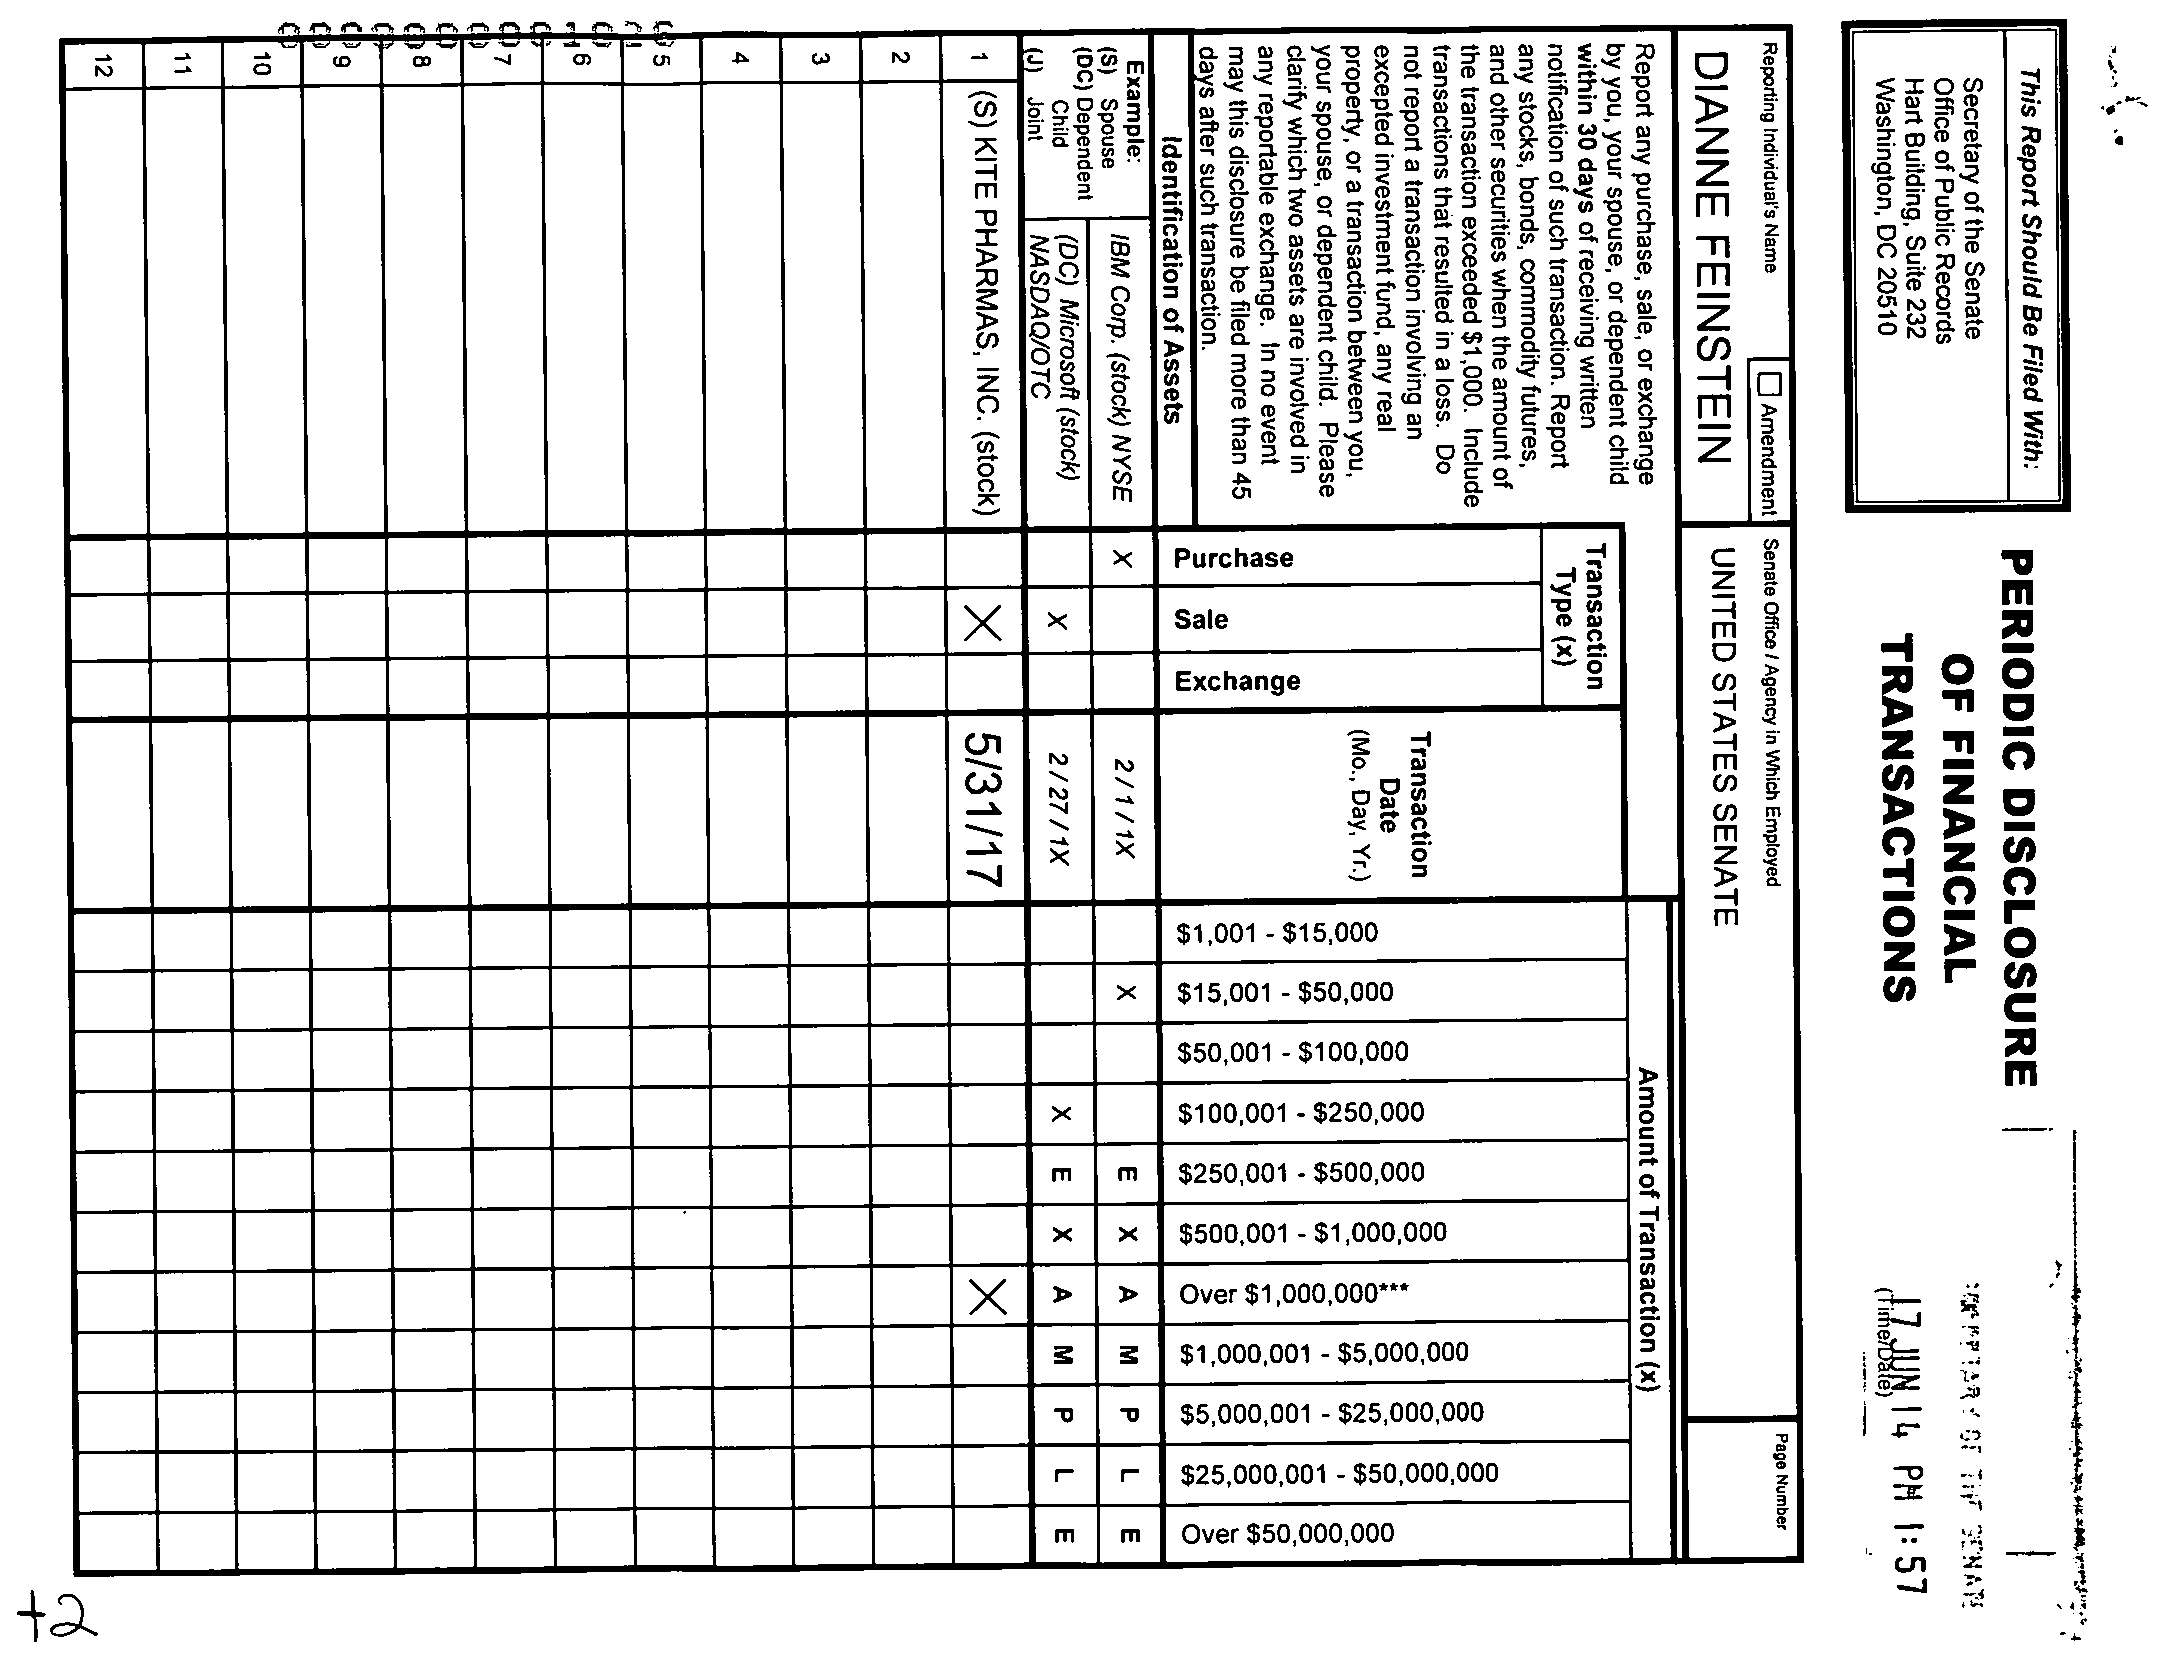 This Report Should Be Filed With:
Secretary of the Senate
Office of Public Records
Hart Building, Suite 232
Washington, DC 20510
PERIODIC DISCLOSURE
OF FINANCIAL
TRANSACTIONS
SECRETARY OF THE SENATE
17 JUN 14 PM 1:57
(Time/Date)
Reporting Individual's Name
Amendment
DIANNE FEINSTEIN
Senate Office / Agency in Which Employed
UNITED STATES SENATE
Page Number
Report any purchase, sale, or exchange
by you, your spouse, or dependent child
within 30 days of receiving written
notification of such transaction. Report
any stocks, bonds, commodity futures,
and other securities when the amount of
the transaction exceeded $1,000. Include
transactions that resulted in a loss. Do
not report a transaction involving an
excepted investment fund, any real
property, or a transaction between you,
your spouse, or dependent child. Please
clarify which two assets are involved in
any reportable exchange. In no event
may this disclosure be filed more than 45
days after such transaction.
Identification of Assets
Transaction
Type (x)
Purchase
Sale
Exchange
Transaction
Date
(Mo., Day, Yr.)
Amount of Transaction (x)
$1,001 - $15,000
$15,001 - $50,000
$50,001 - $100,000
$100,001 - $250,000
$250,001 - $500,000
$500,001 - $1,000,000
Over $1,000,000***
$1,000,001 - $5,000,000
$5,000,001 - $25,000,000
$25,000,001 - $50,000,000
Over $50,000,000
Example:
(S) Spouse
(DC) Dependent
Child
(J) Joint
IBM Corp. (stock) NYSE X 2 / 1 / 1X X E X A M P L E
(DC) Microsoft (stock)
NASDAQ/OTC X 2 / 27 / 1X X E X A M P L E
1 (S) KITE PHARMAS, INC. (stock) X 5/31/17 X
2
3
4
5
6
7
8
9
10
11
12
+2